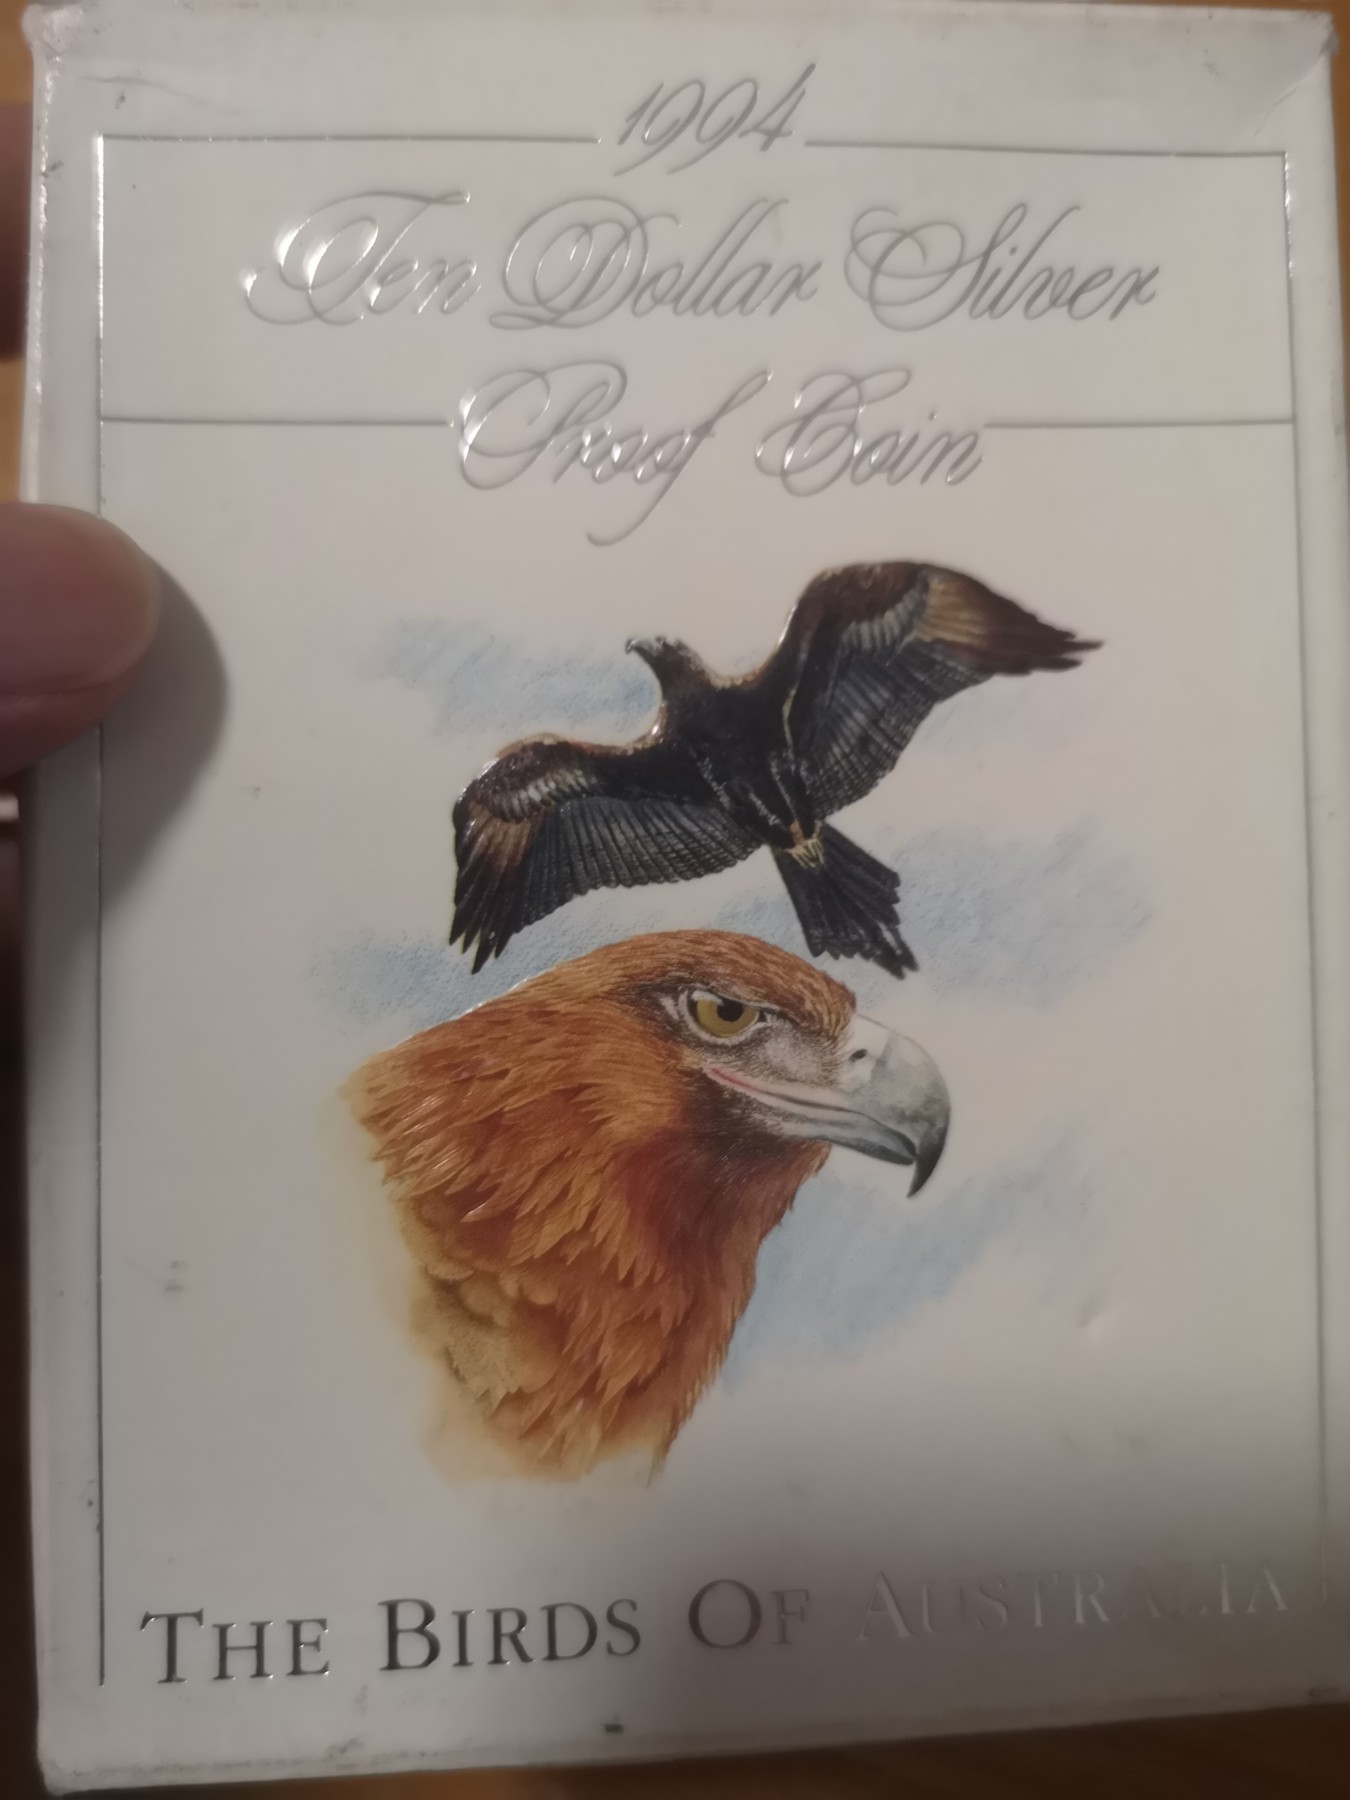 1994
Ten Dollar Silver
Proof Coin
THE BIRDS OF AUSTRALIA